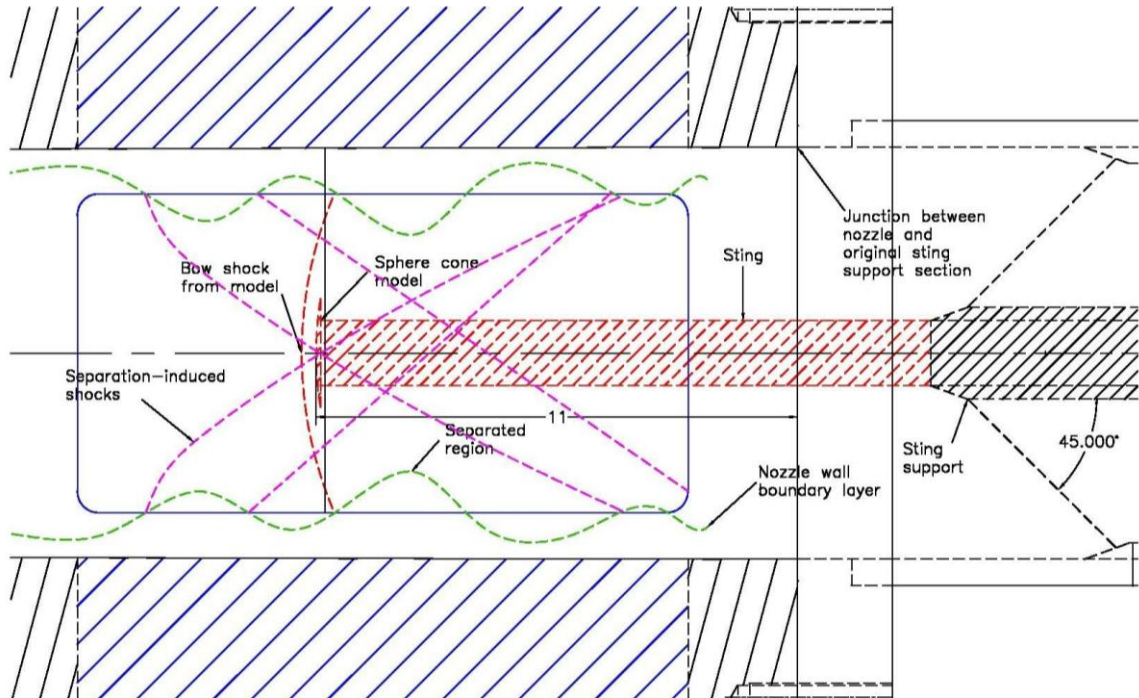 Junction between
nozzle and
original sting
support section
Sting
Sphere cone
model
Bow shock
from model
Separation-induced
shocks
11
Separated
region
45.000°
Sting
support
Nozzle wall
boundary layer